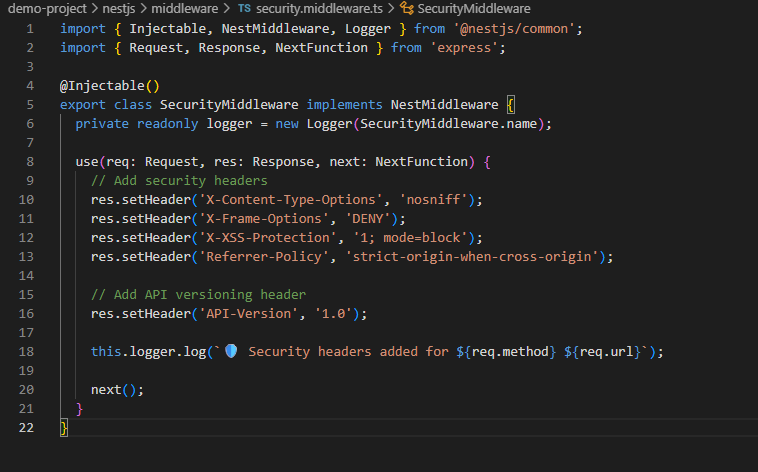 demo-project > nestjs > middleware > TS security.middleware.ts > SecurityMiddleware
1 import { Injectable, NestMiddleware, Logger } from '@nestjs/common';
2 import { Request, Response, NextFunction } from 'express';
3
4 @Injectable()
5 export class SecurityMiddleware implements NestMiddleware {
6   private readonly logger = new Logger(SecurityMiddleware.name);
7
8   use(req: Request, res: Response, next: NextFunction) {
9     // Add security headers
10     res.setHeader('X-Content-Type-Options', 'nosniff');
11     res.setHeader('X-Frame-Options', 'DENY');
12     res.setHeader('X-XSS-Protection', '1; mode=block');
13     res.setHeader('Referrer-Policy', 'strict-origin-when-cross-origin');
14
15     // Add API versioning header
16     res.setHeader('API-Version', '1.0');
17
18     this.logger.log(`🛡️ Security headers added for ${req.method} ${req.url}`);
19
20     next();
21   }
22 }